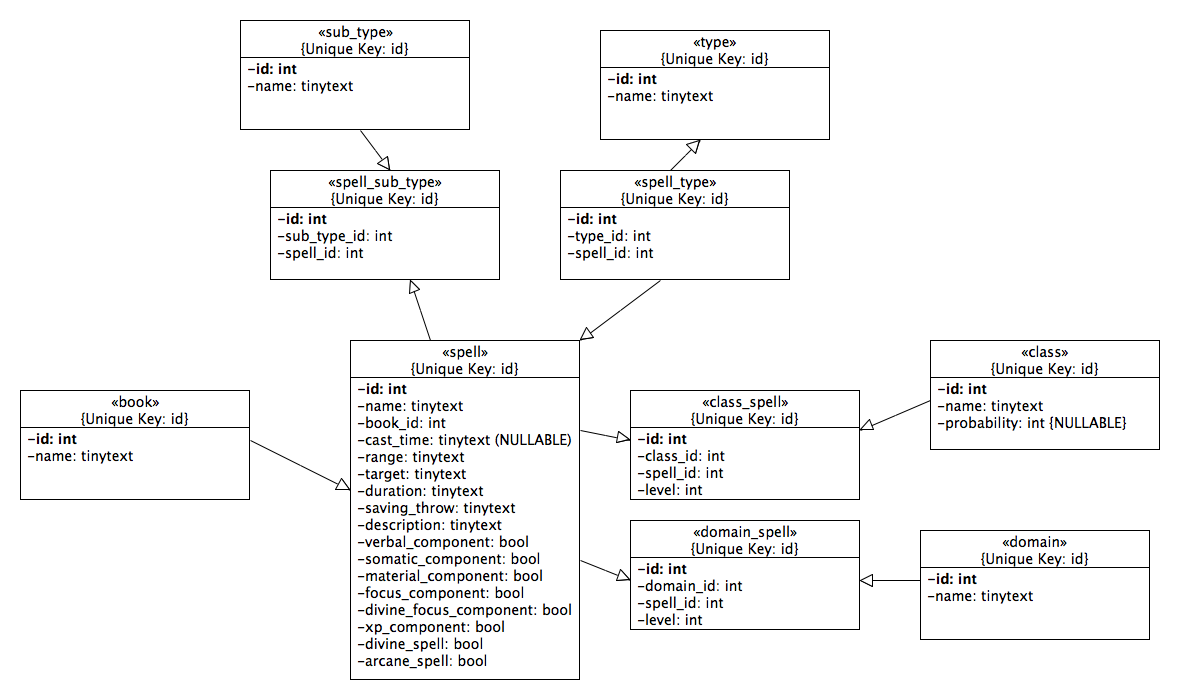 «sub_type»
{Unique Key: id}
-id: int
-name: tinytext
«type»
{Unique Key: id}
-id: int
-name: tinytext
«spell_sub_type»
{Unique Key: id}
-id: int
-sub_type_id: int
-spell_id: int
«spell_type»
{Unique Key: id}
-id: int
-type_id: int
-spell_id: int
«book»
{Unique Key: id}
-id: int
-name: tinytext
«spell»
{Unique Key: id}
-id: int
-name: tinytext
-book_id: int
-cast_time: tinytext (NULLABLE)
-range: tinytext
-target: tinytext
-duration: tinytext
-saving_throw: tinytext
-description: tinytext
-verbal_component: bool
-somatic_component: bool
-material_component: bool
-focus_component: bool
-divine_focus_component: bool
-xp_component: bool
-divine_spell: bool
-arcane_spell: bool
«class_spell»
{Unique Key: id}
-id: int
-class_id: int
-spell_id: int
-level: int
«class»
{Unique Key: id}
-id: int
-name: tinytext
-probability: int {NULLABLE}
«domain_spell»
{Unique Key: id}
-id: int
-domain_id: int
-spell_id: int
-level: int
«domain»
{Unique Key: id}
-id: int
-name: tinytext